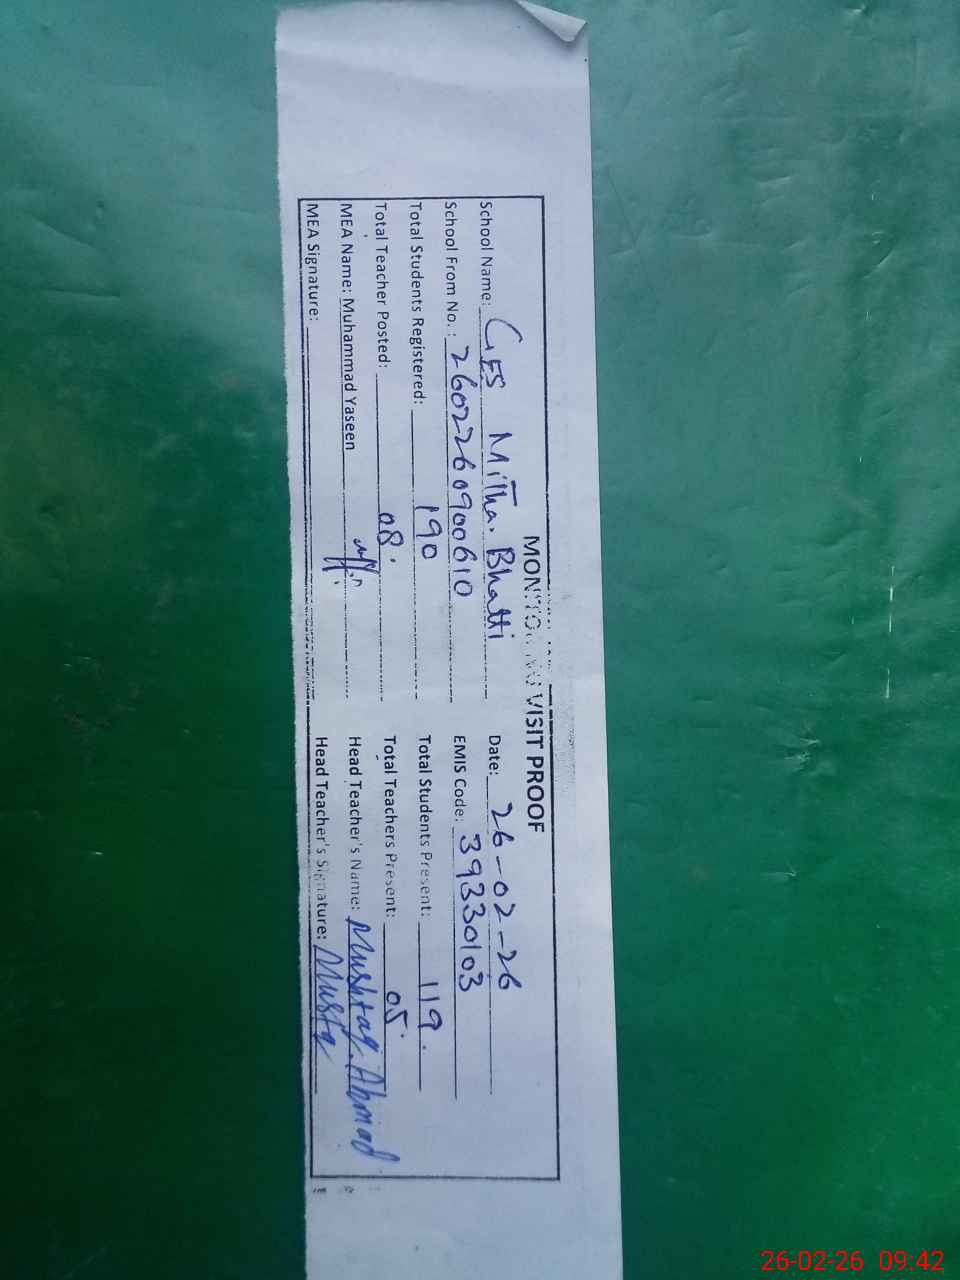 MONITORING VISIT PROOF
School Name: GES Mitha. Bhatti Date: 26-02-26
School From No. : 2602260900610 EMIS Code: 39330103
Total Students Registered: 190 Total Students Present: 119.
Total Teacher Posted: 08. Total Teachers Present: 05.
MEA Name: Muhammad Yaseen Head Teacher's Name: Mushtaq Ahmad
MEA Signature: Head Teacher's Signature: Mustq
26-02-26 09:42